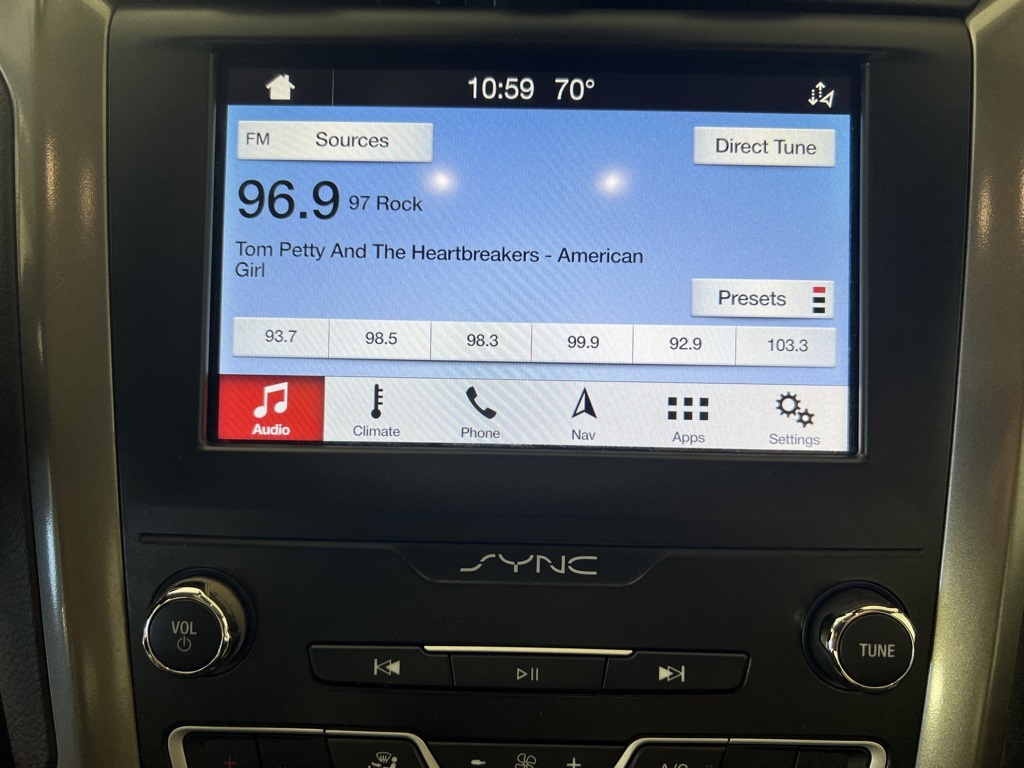 10:59 70°
FM Sources
Direct Tune
96.9 97 Rock
Tom Petty And The Heartbreakers - American
Girl
Presets
93.7 98.5 98.3 99.9 92.9 103.3
Audio Climate Phone Nav Apps Settings
SYNC
VOL
TUNE
A/C